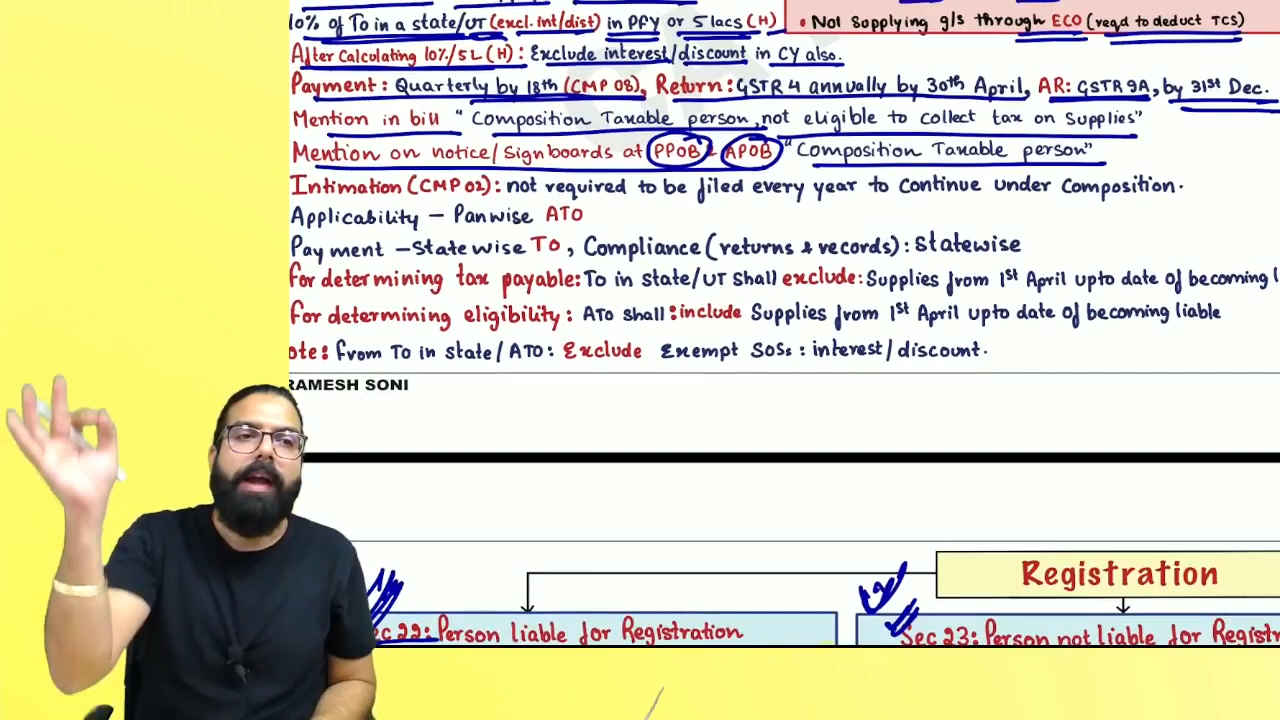 10% of To in a state/UT (excl. int/dist) in PFY or 5 lacs (H)
• Not Supplying g/s through ECO (reqd to deduct TCS)
After Calculating 10%/5L (H): Exclude interest/discount in CY also.
Payment: Quarterly by 18th (CMP 08), Return: GSTR 4 annually by 30th April, AR: GSTR 9A, by 31st Dec.
Mention in bill "Composition Taxable person, not eligible to collect tax on Supplies"
Mention on notice/Signboards at PPOB & APOB "Composition Taxable person"
Intimation (CMP 02): not required to be filed every year to Continue under Composition.
Applicability – Panwise ATO
Payment – Statewise TO, Compliance (returns & records): Statewise
for determining tax payable: To in state/UT Shall exclude: Supplies from 1st April upto date of becoming l
for determining eligibility: ATO shall: include Supplies from 1st April upto date of becoming liable
ote: from To in state/ATO: Exclude Exempt SOSs: interest/discount.
RAMESH SONI
Registration
ec 22: Person liable for Registration
Sec 23: Person not liable for Registr